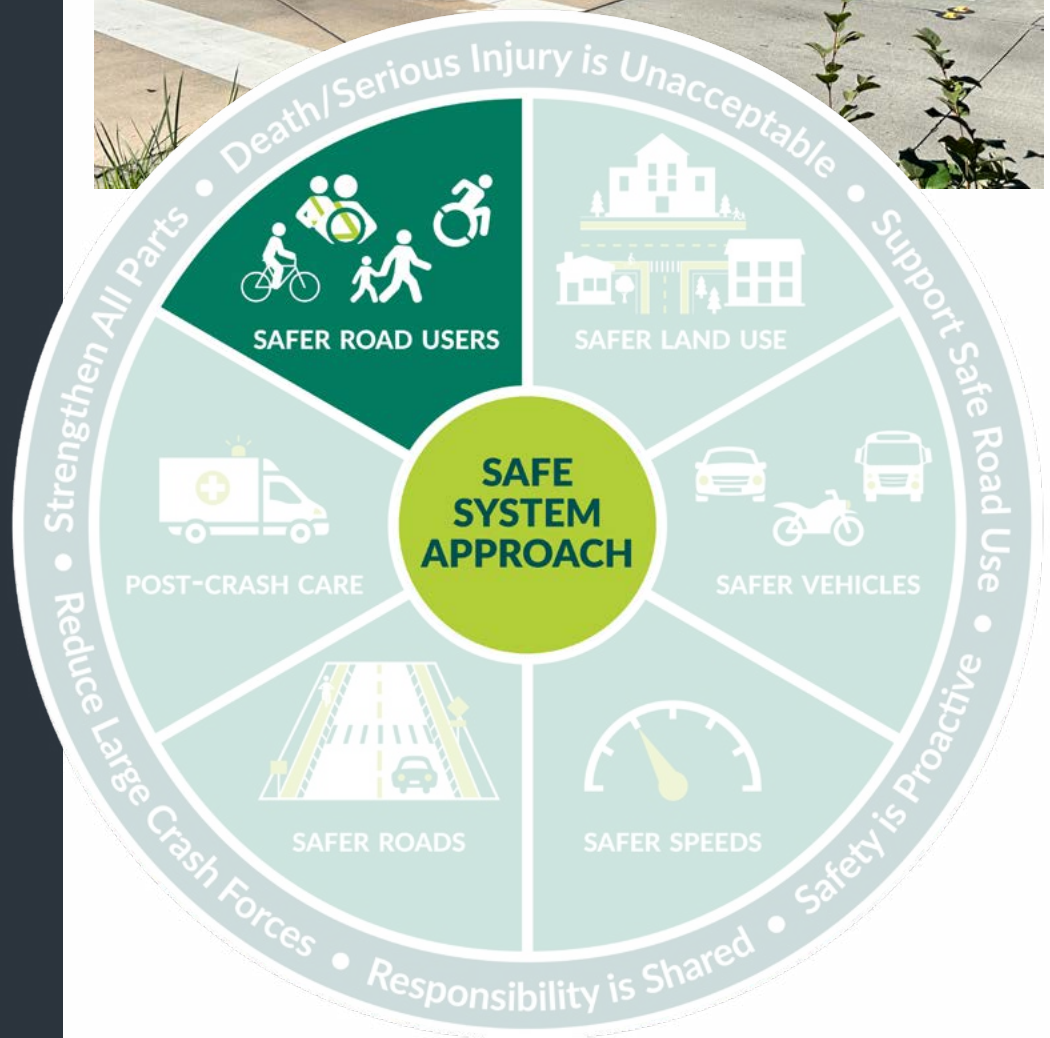 Death/Serious Injury is Unacceptable
Support Safe Road Use
Safety is Proactive
Responsibility is Shared
Reduce Large Crash Forces
Strengthen All Parts
SAFER ROAD USERS
SAFER LAND USE
SAFE
SYSTEM
APPROACH
POST-CRASH CARE
SAFER VEHICLES
SAFER ROADS
SAFER SPEEDS